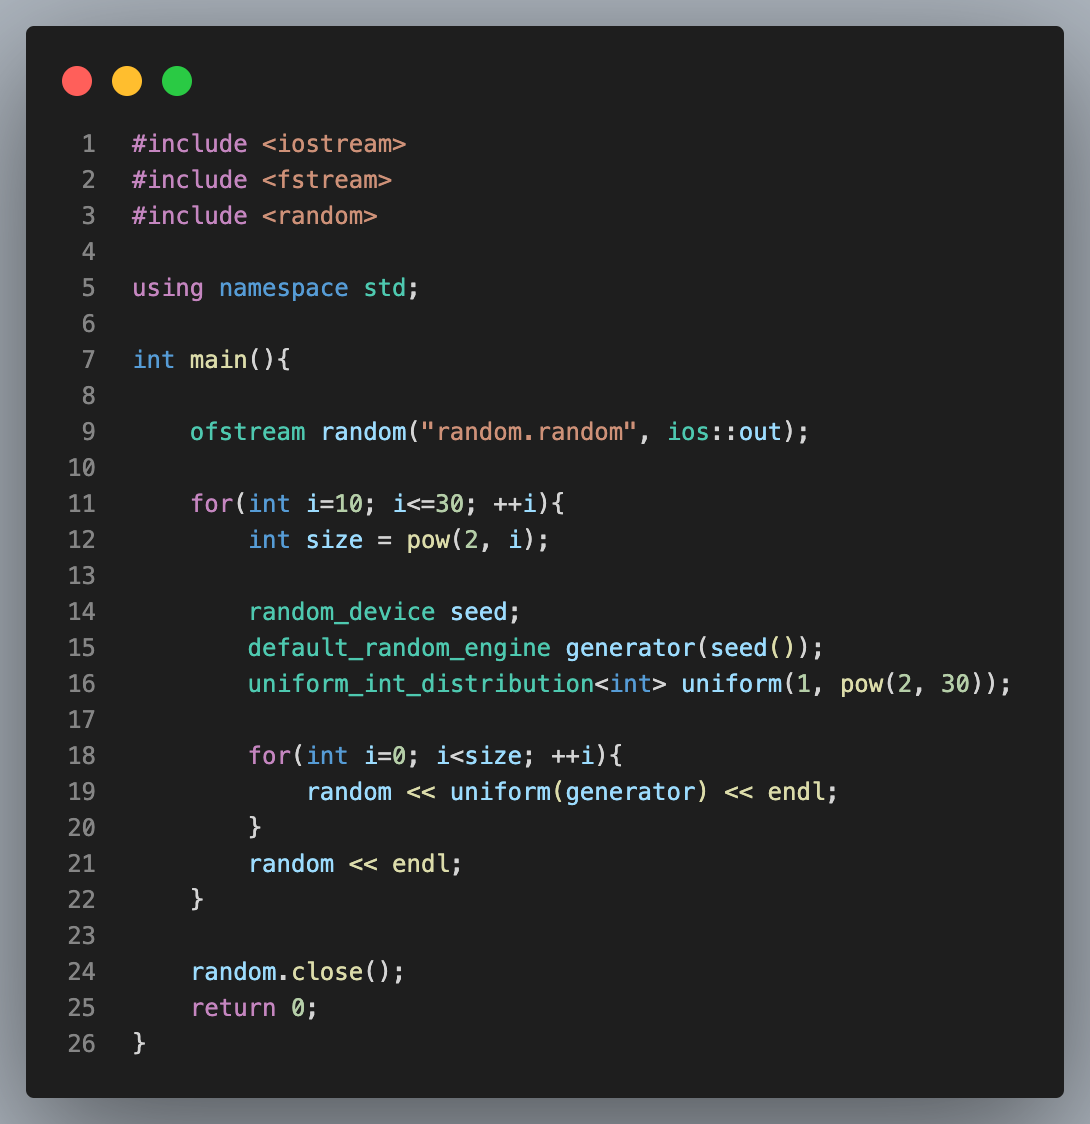 1 #include <iostream>
2 #include <fstream>
3 #include <random>
4
5 using namespace std;
6
7 int main(){
8
9     ofstream random("random.random", ios::out);
10
11     for(int i=10; i<=30; ++i){
12         int size = pow(2, i);
13
14         random_device seed;
15         default_random_engine generator(seed());
16         uniform_int_distribution<int> uniform(1, pow(2, 30));
17
18         for(int i=0; i<size; ++i){
19             random << uniform(generator) << endl;
20         }
21         random << endl;
22     }
23
24     random.close();
25     return 0;
26 }